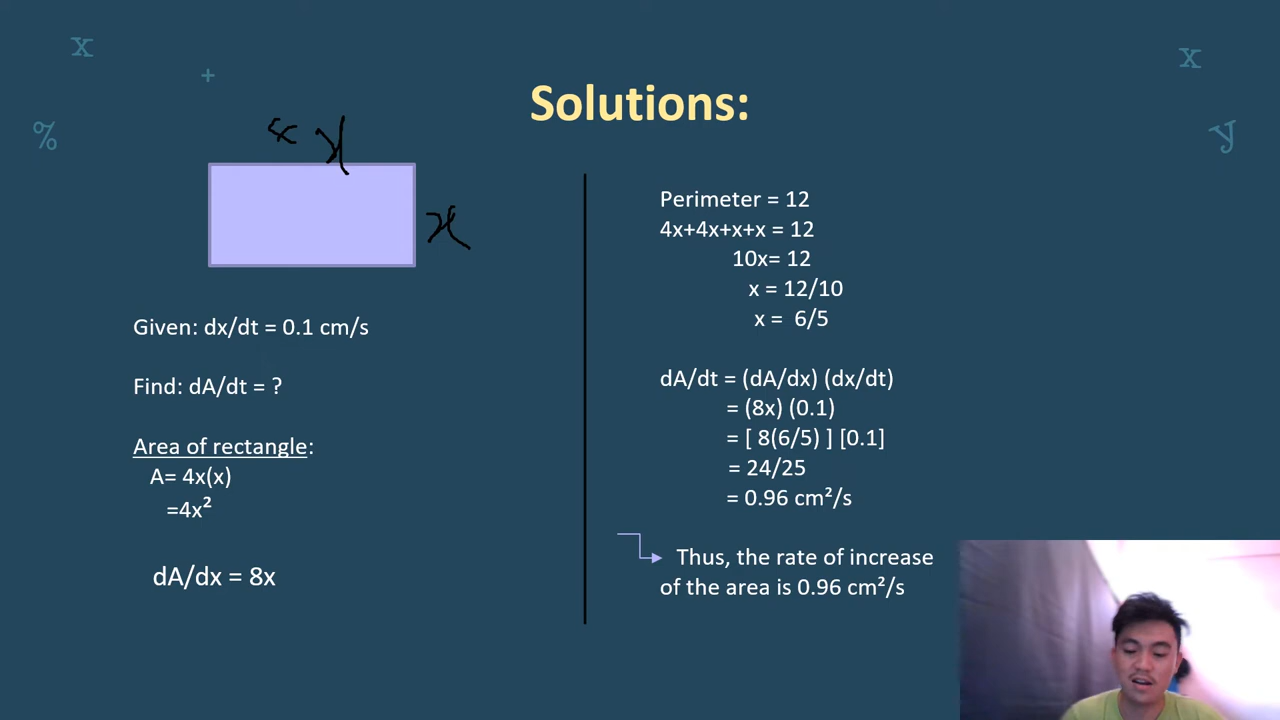 x
+
%
x
y
Solutions:
x
x
Given: dx/dt = 0.1 cm/s
Find: dA/dt = ?
Area of rectangle:
A= 4x(x)
=4x²
dA/dx = 8x
Perimeter = 12
4x+4x+x+x = 12
10x= 12
x = 12/10
x = 6/5
dA/dt = (dA/dx) (dx/dt)
= (8x) (0.1)
= [ 8(6/5) ] [0.1]
= 24/25
= 0.96 cm²/s
Thus, the rate of increase
of the area is 0.96 cm²/s